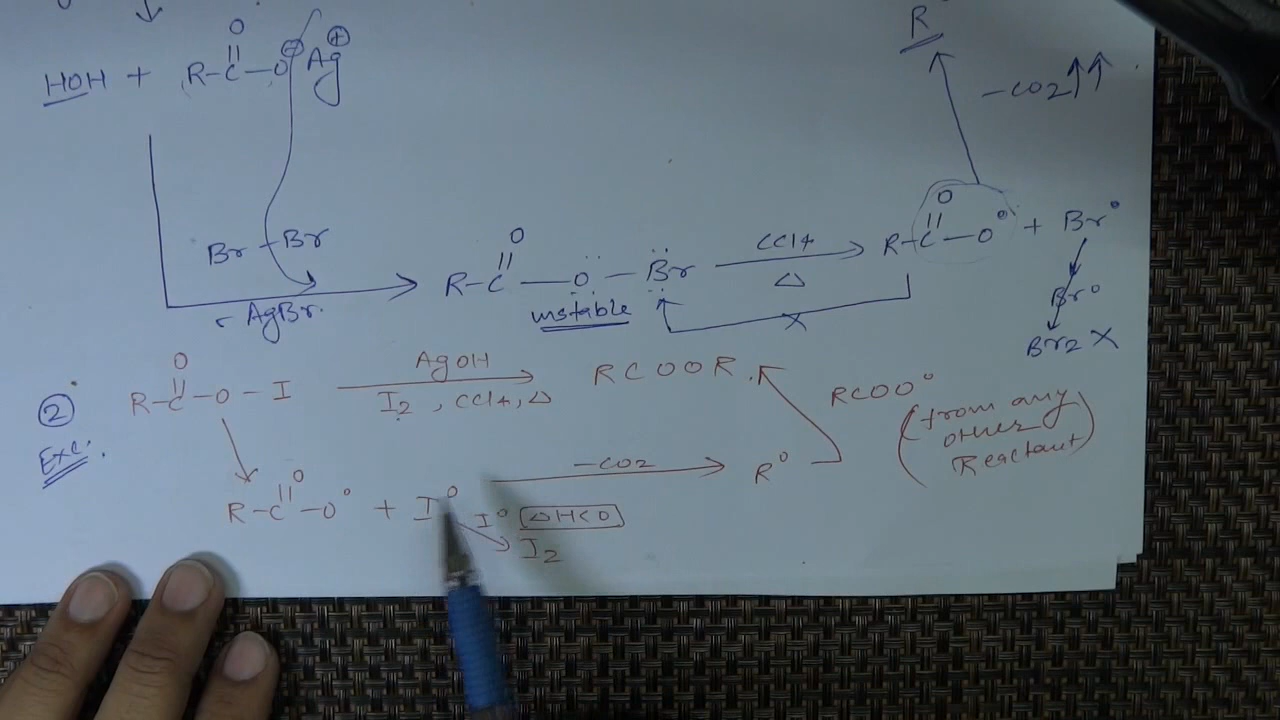 O
HOH + R-C-O⊖ Ag⊕
R
-CO2↑↑
Br-Br
- AgBr.
O
R-C-O-Br
unstable
CCl4
Δ
O
R-C-O° + Br°
X
Br°
Br2 X
② Exc.
O
R-C-O-I
AgOH
I2, CCl4, Δ
RCOOR.
RCOO°
(from any
other
Reactant)
O
R-C-O° + I°
-CO2
R°
I° ΔH<0
I2